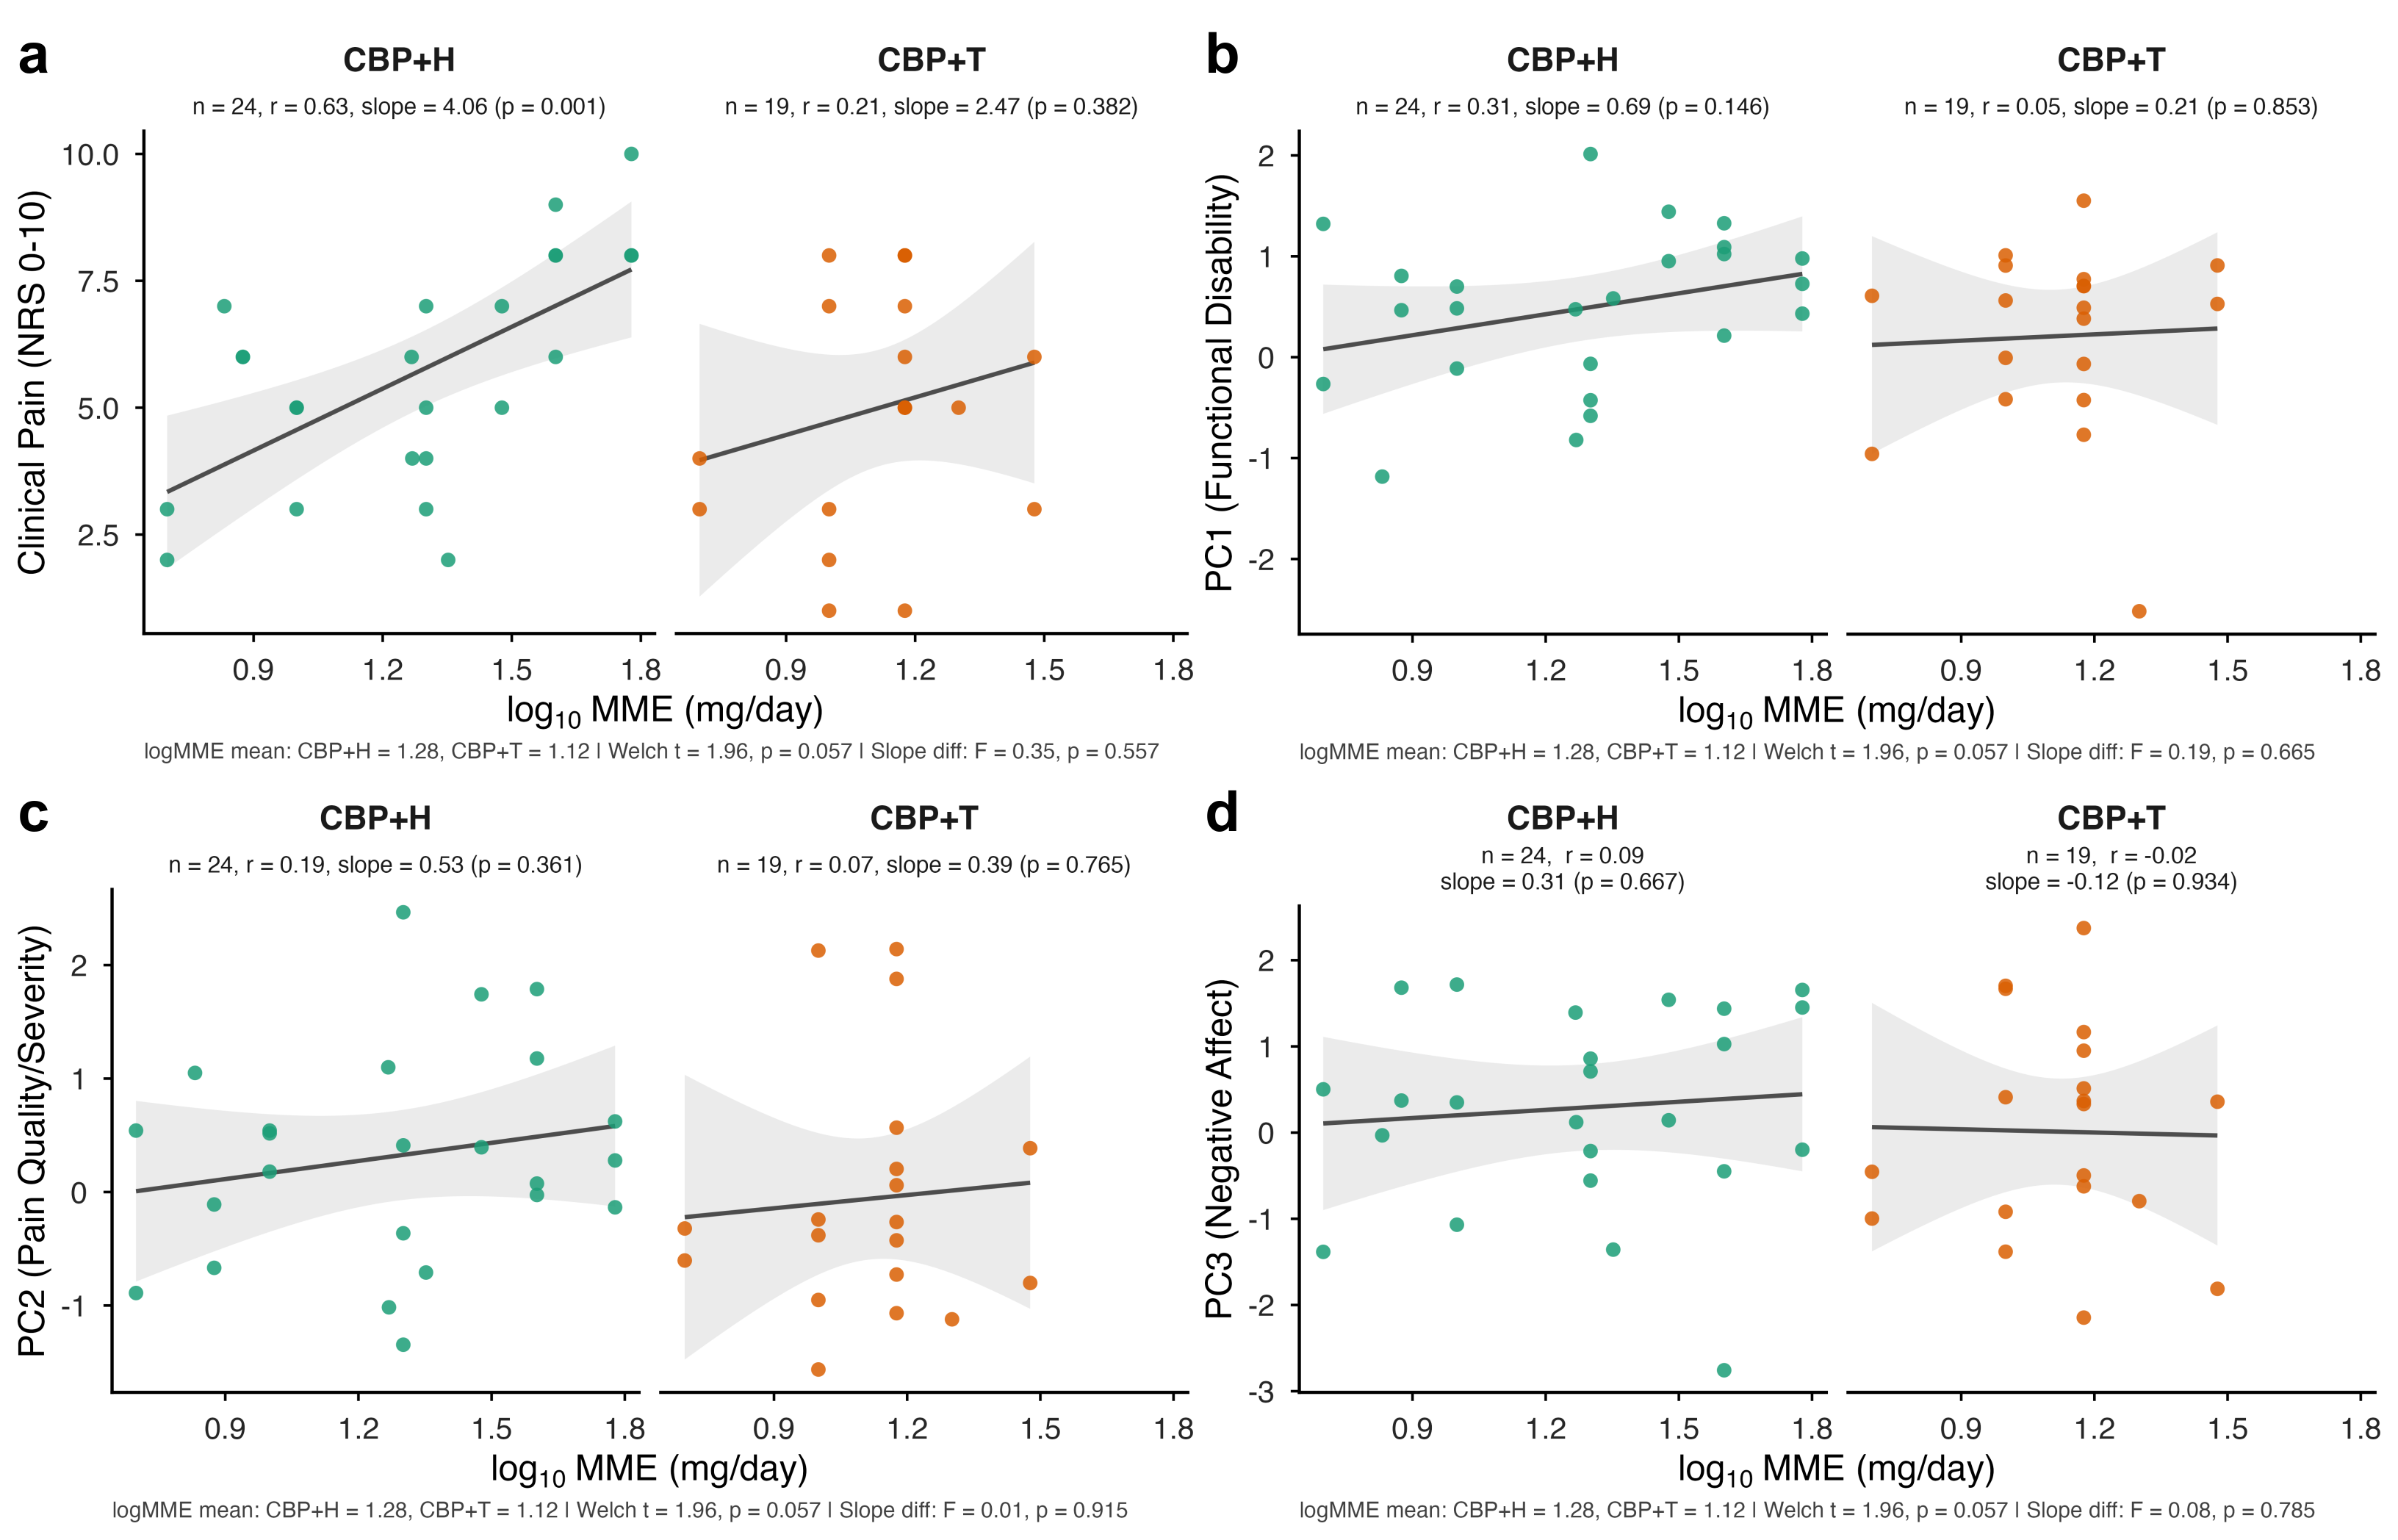 a
CBP+H
CBP+T
n = 24, r = 0.63, slope = 4.06 (p = 0.001)
n = 19, r = 0.21, slope = 2.47 (p = 0.382)
Clinical Pain (NRS 0-10)
10.0
7.5
5.0
2.5
0.9
1.2
1.5
1.8
0.9
1.2
1.5
1.8
log₁₀ MME (mg/day)
logMME mean: CBP+H = 1.28, CBP+T = 1.12 | Welch t = 1.96, p = 0.057 | Slope diff: F = 0.35, p = 0.557
b
CBP+H
CBP+T
n = 24, r = 0.31, slope = 0.69 (p = 0.146)
n = 19, r = 0.05, slope = 0.21 (p = 0.853)
PC1 (Functional Disability)
2
1
0
-1
-2
0.9
1.2
1.5
1.8
0.9
1.2
1.5
1.8
log₁₀ MME (mg/day)
logMME mean: CBP+H = 1.28, CBP+T = 1.12 | Welch t = 1.96, p = 0.057 | Slope diff: F = 0.19, p = 0.665
c
CBP+H
CBP+T
n = 24, r = 0.19, slope = 0.53 (p = 0.361)
n = 19, r = 0.07, slope = 0.39 (p = 0.765)
PC2 (Pain Quality/Severity)
2
1
0
-1
0.9
1.2
1.5
1.8
0.9
1.2
1.5
1.8
log₁₀ MME (mg/day)
logMME mean: CBP+H = 1.28, CBP+T = 1.12 | Welch t = 1.96, p = 0.057 | Slope diff: F = 0.01, p = 0.915
d
CBP+H
CBP+T
n = 24, r = 0.09
slope = 0.31 (p = 0.667)
n = 19, r = -0.02
slope = -0.12 (p = 0.934)
PC3 (Negative Affect)
2
1
0
-1
-2
-3
0.9
1.2
1.5
1.8
0.9
1.2
1.5
1.8
log₁₀ MME (mg/day)
logMME mean: CBP+H = 1.28, CBP+T = 1.12 | Welch t = 1.96, p = 0.057 | Slope diff: F = 0.08, p = 0.785